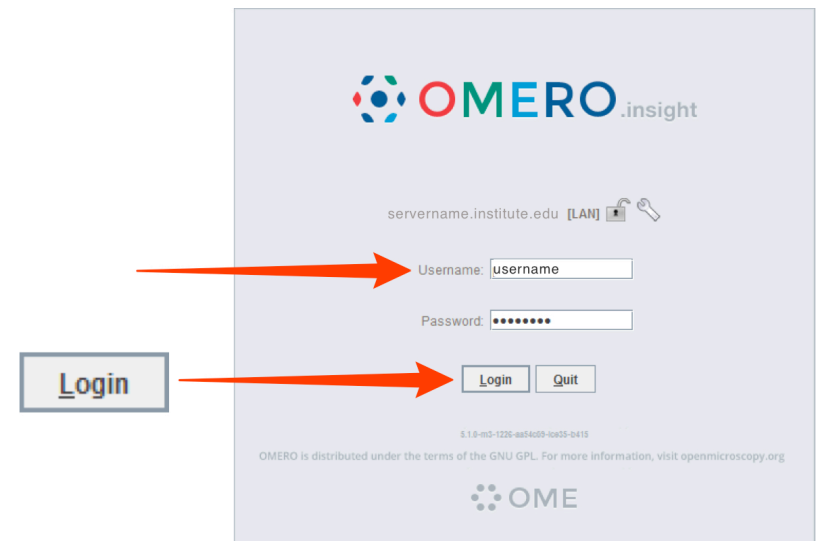 OMERO.insight
servername.institute.edu [LAN]
Username: username
Password: ••••••••
Login
Login Quit
OMERO is distributed under the terms of the GNU GPL. For more information, visit openmicroscopy.org
OME